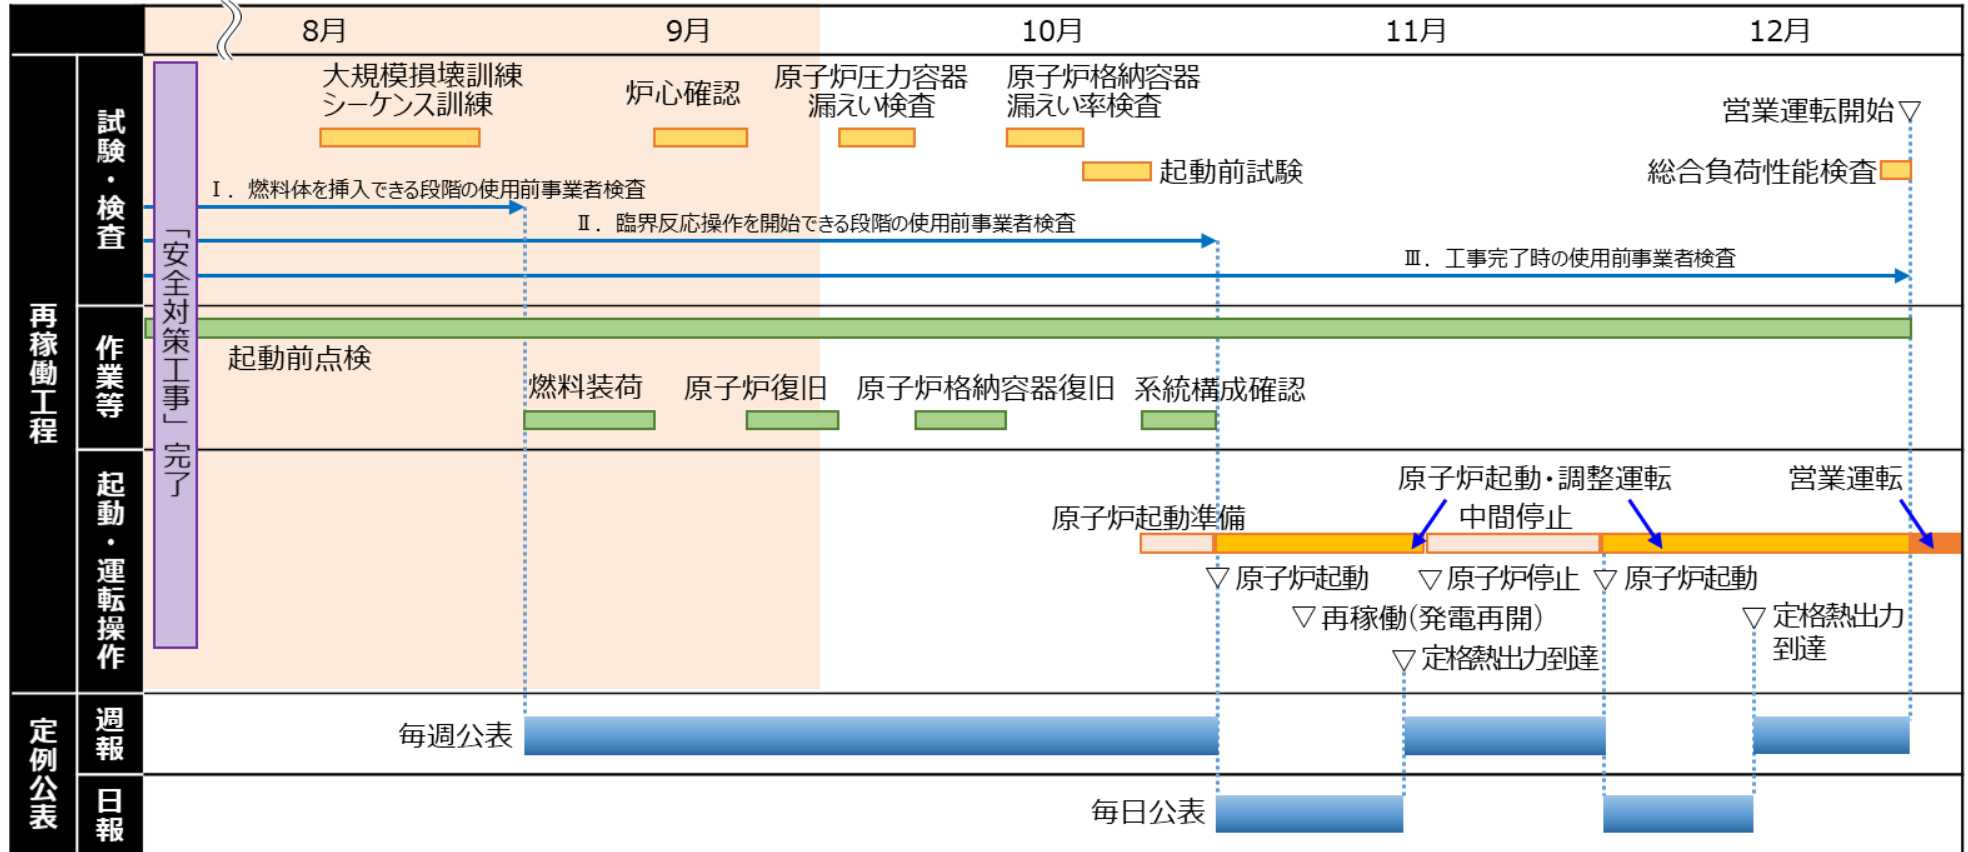 8月
9月
10月
11月
12月
再稼働工程
試験・検査
大規模損壊訓練
シーケンス訓練
炉心確認
原子炉圧力容器
漏えい検査
原子炉格納容器
漏えい率検査
起動前試験
営業運転開始▽
総合負荷性能検査
Ⅰ．燃料体を挿入できる段階の使用前事業者検査
Ⅱ．臨界反応操作を開始できる段階の使用前事業者検査
Ⅲ．工事完了時の使用前事業者検査
「安全対策工事」完了
作業等
起動前点検
燃料装荷
原子炉復旧
原子炉格納容器復旧
系統構成確認
起動・運転操作
原子炉起動・調整運転
営業運転
原子炉起動準備
中間停止
▽原子炉起動
▽原子炉停止
▽原子炉起動
▽再稼働(発電再開)
▽定格熱出力到達
▽定格熱出力
到達
定例公表
週報
毎週公表
日報
毎日公表